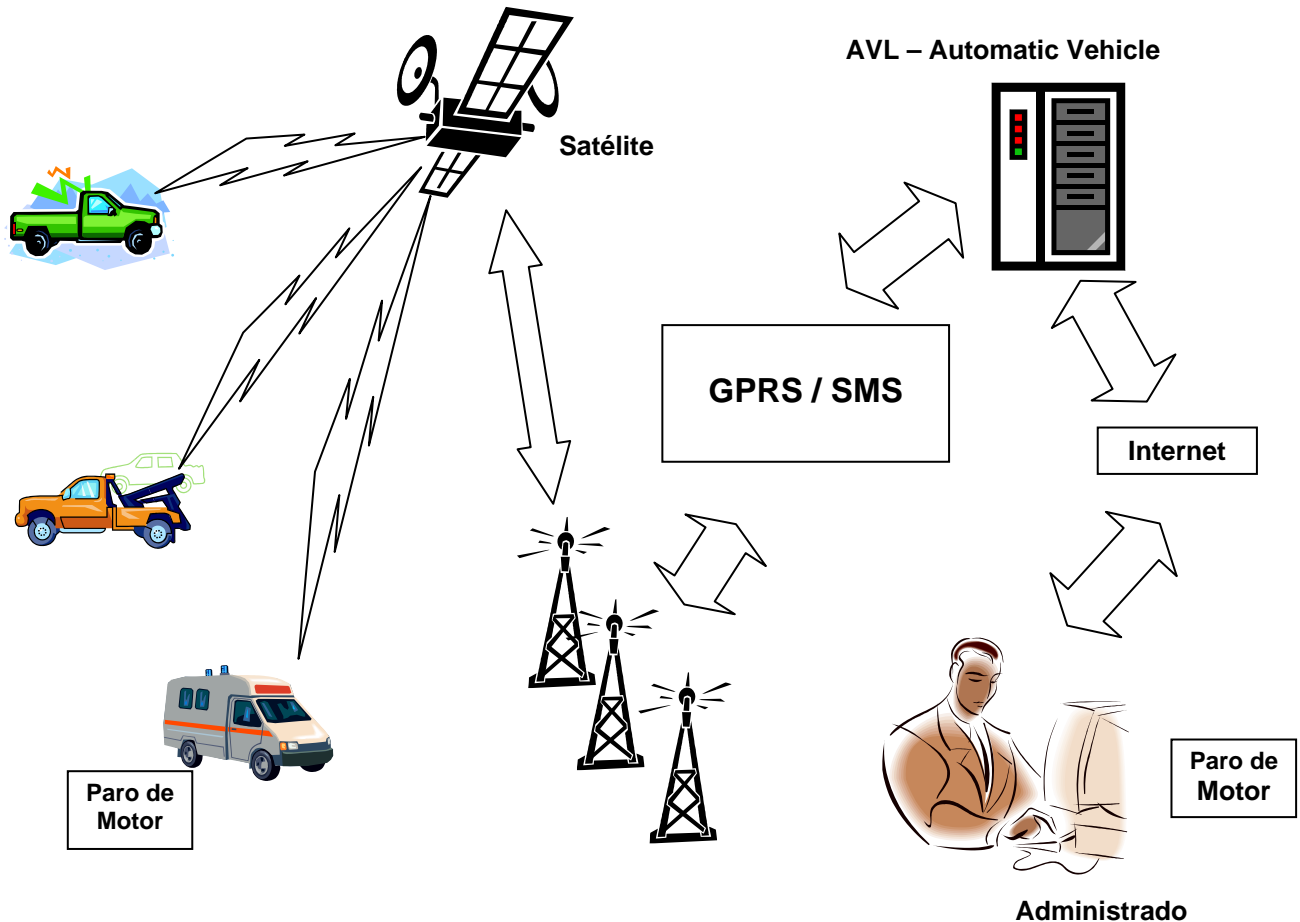 AVL – Automatic Vehicle
Satélite
GPRS / SMS
Internet
Paro de
Motor
Paro de
Motor
Administrado